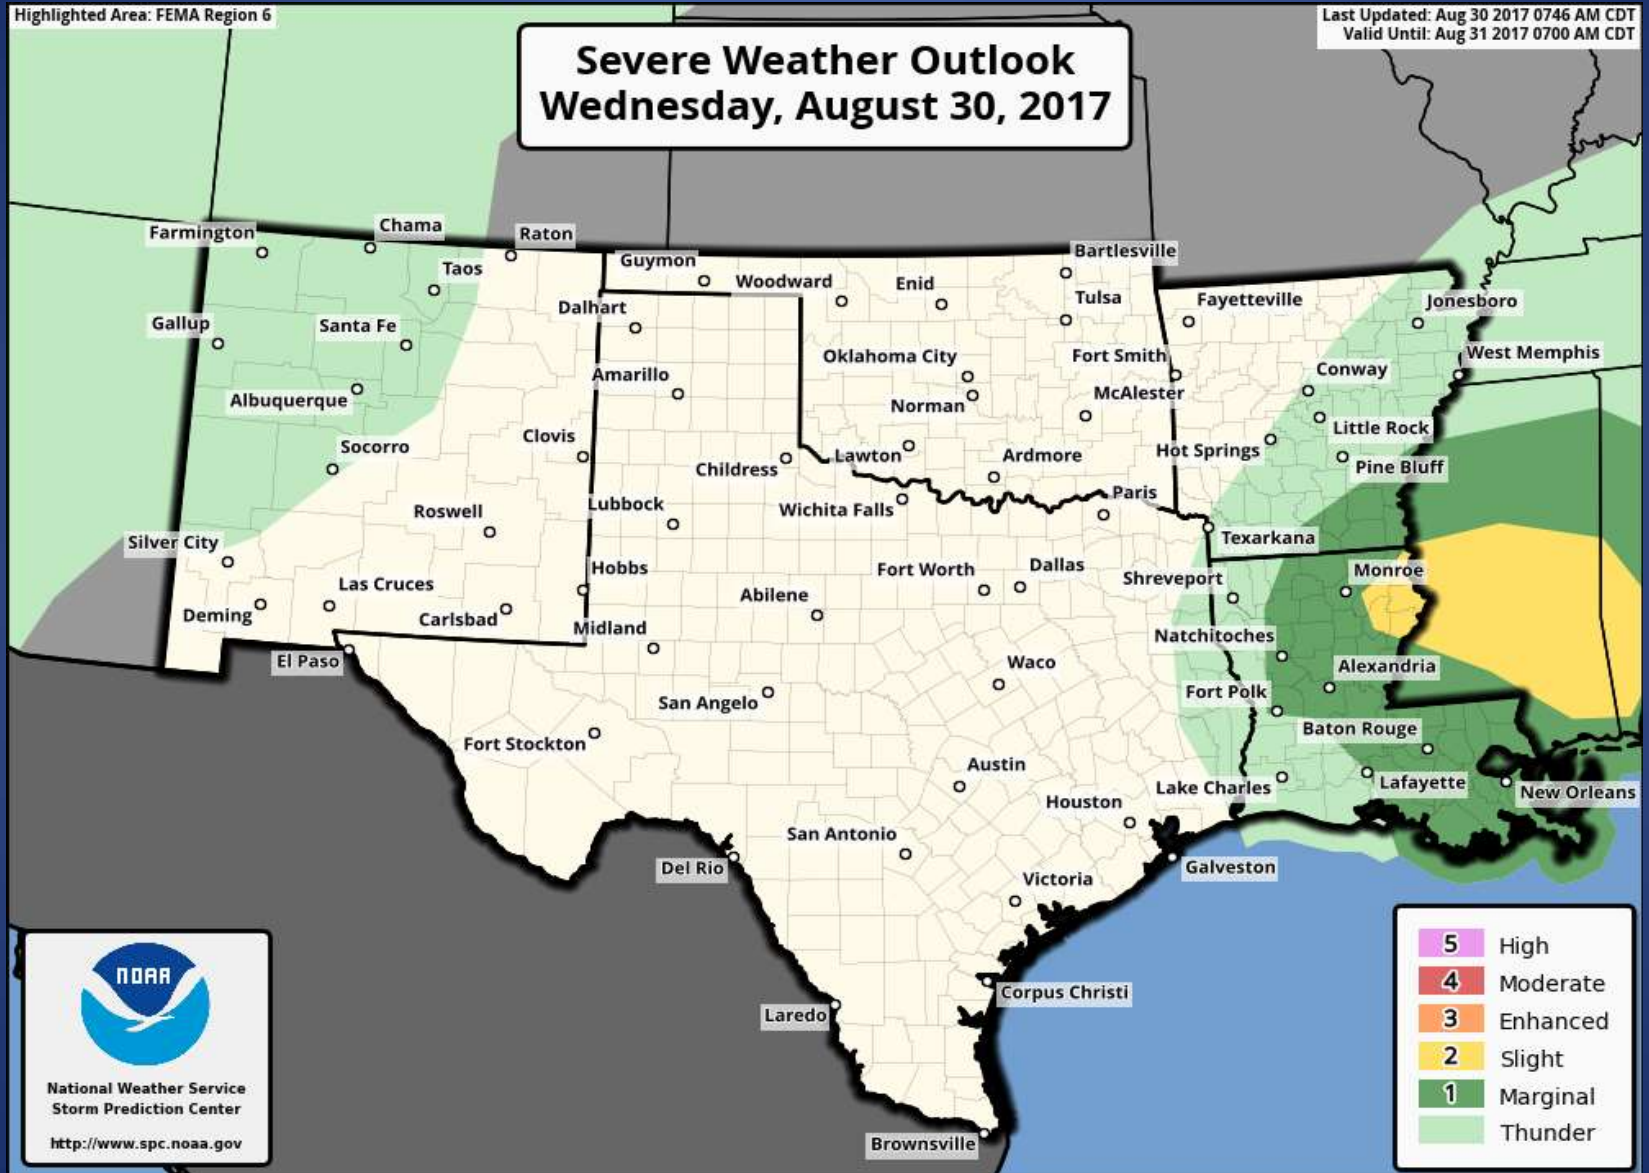 Highlighted Area: FEMA Region 6
Last Updated: Aug 30 2017 0746 AM CDT
Valid Until: Aug 31 2017 0700 AM CDT
Severe Weather Outlook
Wednesday, August 30, 2017
Farmington
Chama
Raton
Taos
Guymon
Woodward
Enid
Bartlesville
Tulsa
Dalhart
Fayetteville
Jonesboro
Gallup
Santa Fe
Oklahoma City
Fort Smith
West Memphis
Amarillo
Conway
Albuquerque
Norman
McAlester
Little Rock
Clovis
Socorro
Childress
Lawton
Ardmore
Hot Springs
Pine Bluff
Roswell
Lubbock
Wichita Falls
Paris
Silver City
Texarkana
Las Cruces
Hobbs
Fort Worth
Dallas
Shreveport
Monroe
Deming
Carlsbad
Abilene
Midland
Natchitoches
El Paso
Waco
Alexandria
San Angelo
Fort Polk
Fort Stockton
Baton Rouge
Austin
Lake Charles
Lafayette
New Orleans
Houston
San Antonio
Del Rio
Galveston
Victoria
Corpus Christi
Laredo
Brownsville
NOAA
National Weather Service
Storm Prediction Center
http://www.spc.noaa.gov
5 High
4 Moderate
3 Enhanced
2 Slight
1 Marginal
Thunder